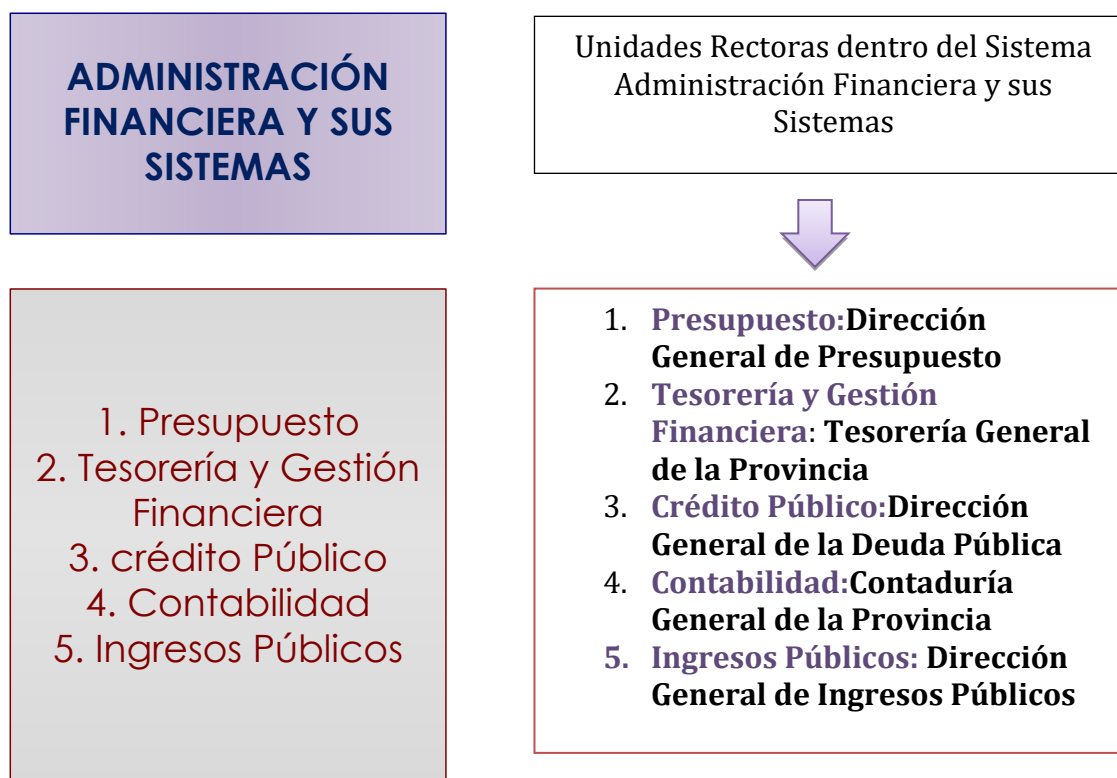 ADMINISTRACIÓN
FINANCIERA Y SUS
SISTEMAS
1. Presupuesto
2. Tesorería y Gestión
Financiera
3. crédito Público
4. Contabilidad
5. Ingresos Públicos
Unidades Rectoras dentro del Sistema
Administración Financiera y sus
Sistemas
1. Presupuesto:Dirección
General de Presupuesto
2. Tesorería y Gestión
Financiera: Tesorería General
de la Provincia
3. Crédito Público:Dirección
General de la Deuda Pública
4. Contabilidad:Contaduría
General de la Provincia
5. Ingresos Públicos: Dirección
General de Ingresos Públicos